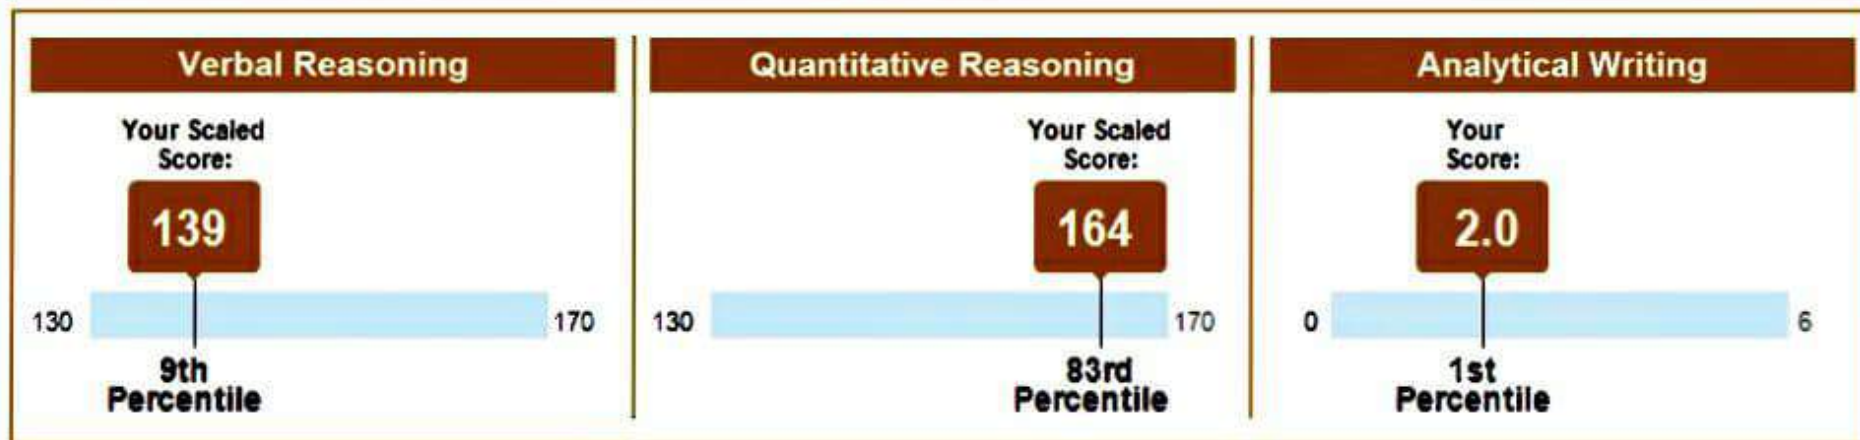 Verbal Reasoning
Your Scaled
Score:
139
130
170
9th
Percentile
Quantitative Reasoning
Your Scaled
Score:
164
130
170
83rd
Percentile
Analytical Writing
Your
Score:
2.0
0
6
1st
Percentile